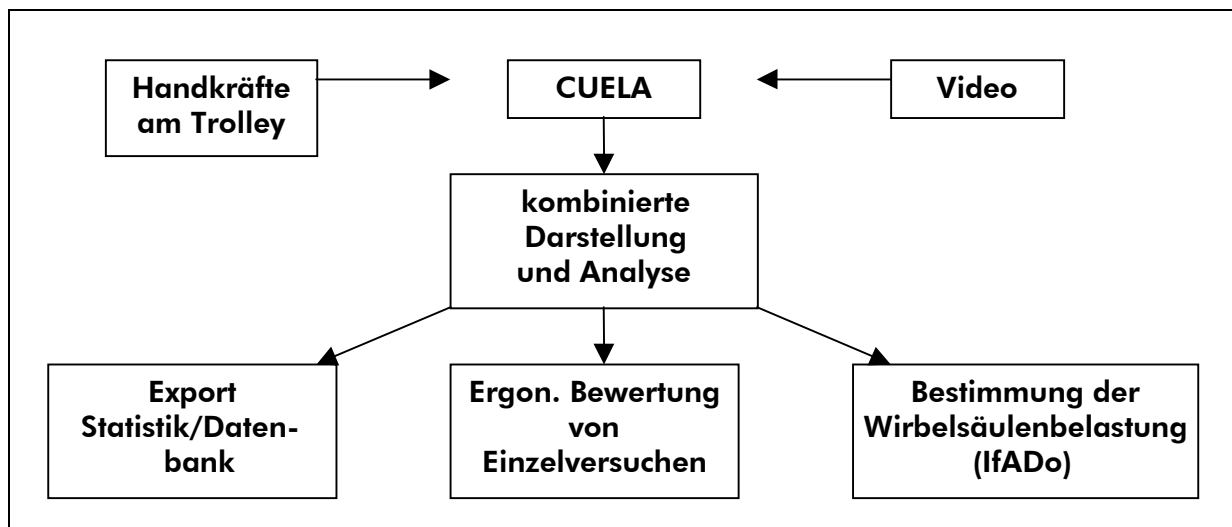 Handkräfte
am Trolley
CUELA
Video
kombinierte
Darstellung
und Analyse
Export
Statistik/Daten-
bank
Ergon. Bewertung
von
Einzelversuchen
Bestimmung der
Wirbelsäulenbelastung
(IfADo)